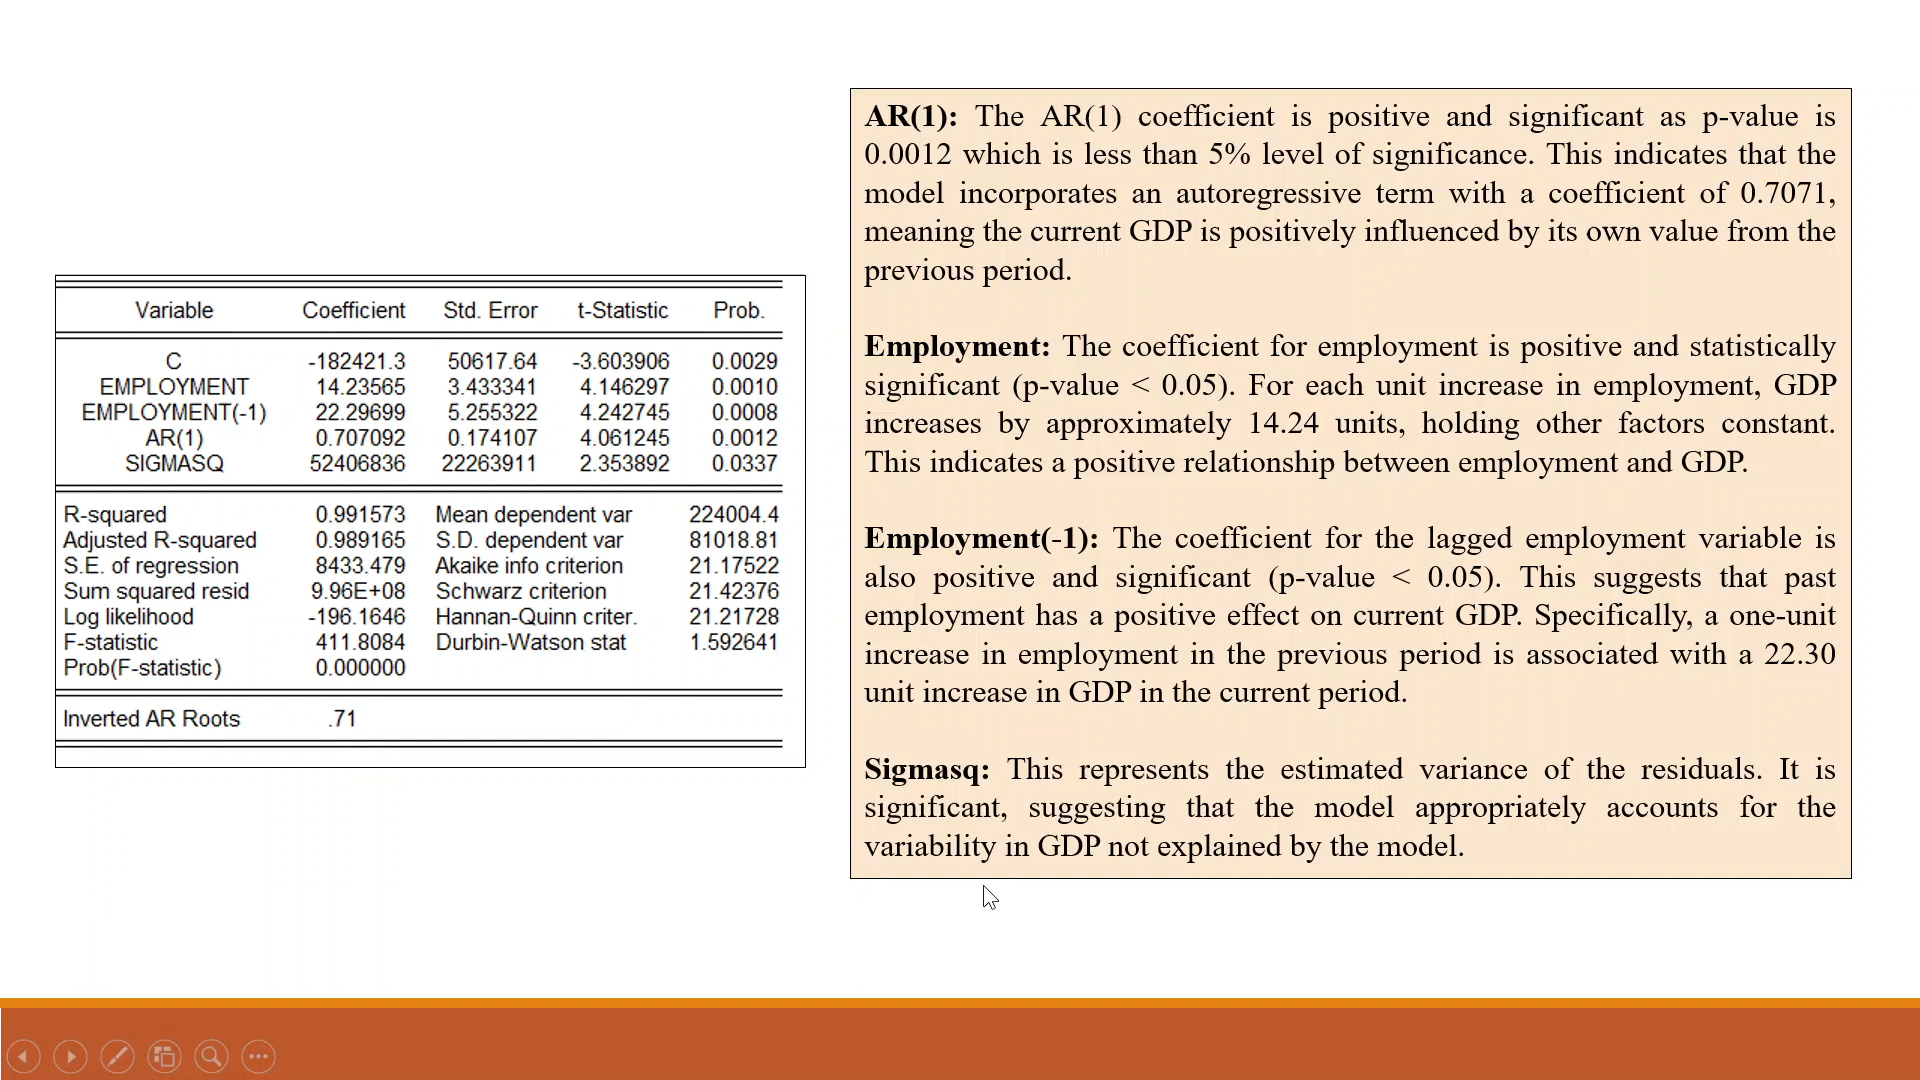 Variable Coefficient Std. Error t-Statistic Prob.
C -182421.3 50617.64 -3.603906 0.0029
EMPLOYMENT 14.23565 3.433341 4.146297 0.0010
EMPLOYMENT(-1) 22.29699 5.255322 4.242745 0.0008
AR(1) 0.707092 0.174107 4.061245 0.0012
SIGMASQ 52406836 22263911 2.353892 0.0337
R-squared 0.991573 Mean dependent var 224004.4
Adjusted R-squared 0.989165 S.D. dependent var 81018.81
S.E. of regression 8433.479 Akaike info criterion 21.17522
Sum squared resid 9.96E+08 Schwarz criterion 21.42376
Log likelihood -196.1646 Hannan-Quinn criter. 21.21728
F-statistic 411.8084 Durbin-Watson stat 1.592641
Prob(F-statistic) 0.000000
Inverted AR Roots .71
AR(1): The AR(1) coefficient is positive and significant as p-value is
0.0012 which is less than 5% level of significance. This indicates that the
model incorporates an autoregressive term with a coefficient of 0.7071,
meaning the current GDP is positively influenced by its own value from the
previous period.
Employment: The coefficient for employment is positive and statistically
significant (p-value < 0.05). For each unit increase in employment, GDP
increases by approximately 14.24 units, holding other factors constant.
This indicates a positive relationship between employment and GDP.
Employment(-1): The coefficient for the lagged employment variable is
also positive and significant (p-value < 0.05). This suggests that past
employment has a positive effect on current GDP. Specifically, a one-unit
increase in employment in the previous period is associated with a 22.30
unit increase in GDP in the current period.
Sigmasq: This represents the estimated variance of the residuals. It is
significant, suggesting that the model appropriately accounts for the
variability in GDP not explained by the model.